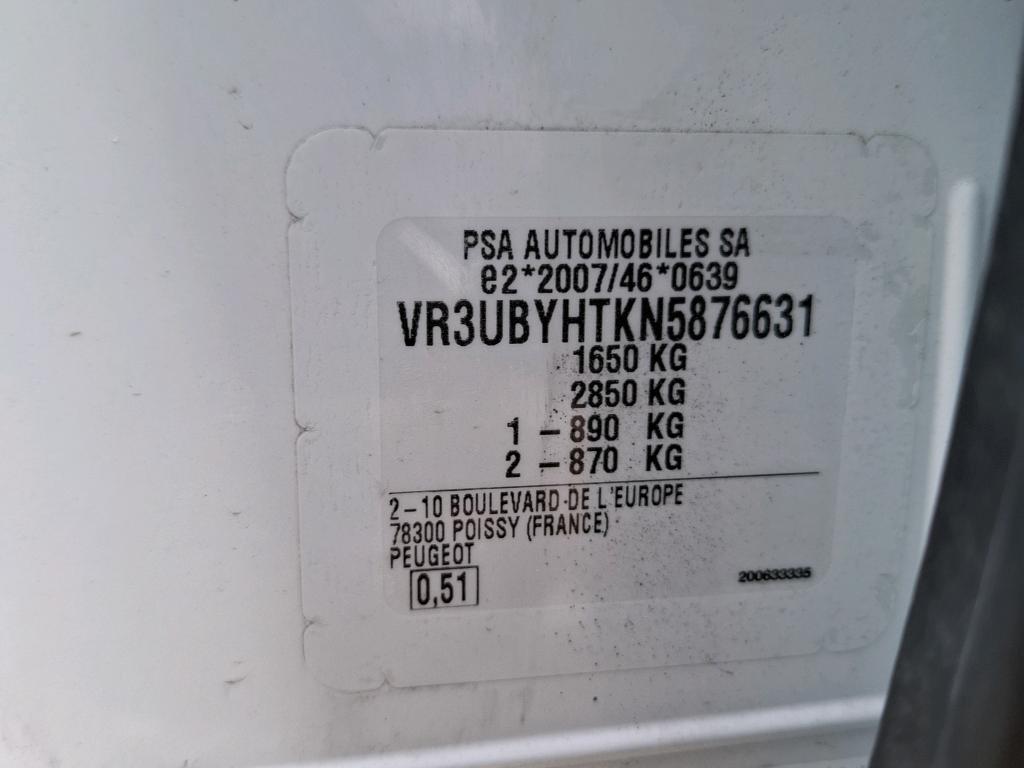 PSA AUTOMOBILES SA
e2*2007/46*0639
VR3UBYHTKN5876631
1650 KG
2850 KG
1 -890 KG
2 -870 KG
2-10 BOULEVARD DE L'EUROPE
78300 POISSY (FRANCE)
PEUGEOT
0,51
200633335